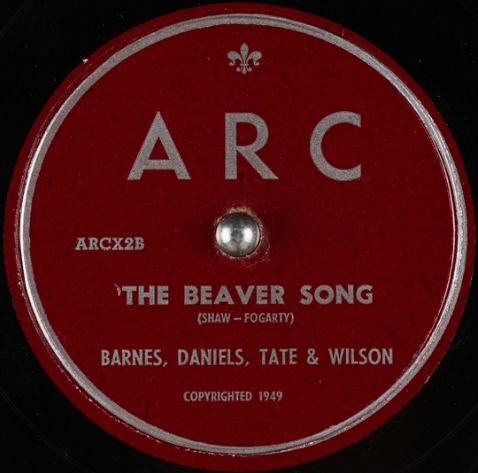 ARC
ARCX2B
THE BEAVER SONG
(SHAW – FOGARTY)
BARNES, DANIELS, TATE & WILSON
COPYRIGHTED 1949